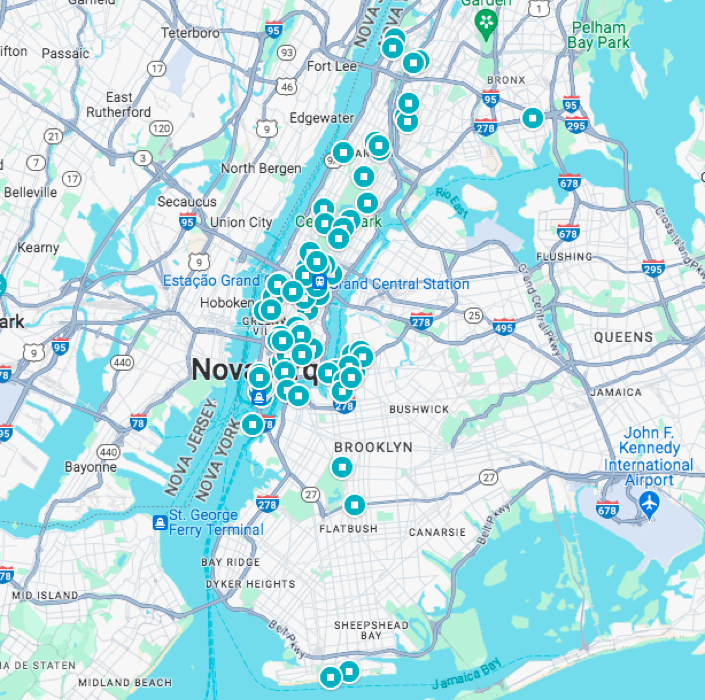 Garden
NOVA JE
NOVA Y
95
1
Teterboro
Pelham
Bay Park
93
Passaic
17
Fort Lee
BRONX
46
East
Rutherford
95
95
Edgewater
120
9
278
295
21
3
7
17
North Bergen
Belleville
678
Secaucus
Rio East
95
Union City
Central Park
678
Kearny
9
FLUSHING
295
Cross Island Pkwy
Estação Grand Central Station
Grand Central Pkwy
Hoboken
ark
278
25
495
9
95
QUEENS
440
78
JAMAICA
278
BUSHWICK
78
78
John F.
Kennedy
International
Airport
NOVA JERSEY
NOVA YORK
BROOKLYN
440
Bayonne
27
27
278
678
Belt Pkwy
St. George
Ferry Terminal
FLATBUSH
CANARSIE
BAY RIDGE
78
MID ISLAND
DYKER HEIGHTS
Belt Pkwy
SHEEPSHEAD
BAY
A DE STATEN
Jamaica Bay
MIDLAND BEACH